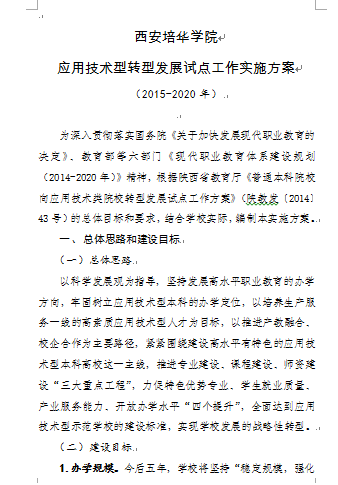 西安培华学院
应用技术型转型发展试点工作实施方案
（2015-2020 年）
为深入贯彻落实国务院《关于加快发展现代职业教育的
决定》、教育部等六部门《现代职业教育体系建设规划
（2014-2020 年）》精神，根据陕西省教育厅《普通本科院校
向应用技术类院校转型发展试点工作方案》（陕教发〔2014〕
43 号）的总体目标和要求，结合学校实际，编制本实施方案。
一、总体思路和建设目标
（一）总体思路
以科学发展观为指导，坚持发展高水平职业教育的办学
方向，牢固树立应用技术型本科的办学定位，以培养生产服
务一线的高素质应用技术型人才为目标，以推进产教融合、
校企合作为主要路径，紧紧围绕建设高水平有特色的应用技
术型本科高校这一主线，推进专业建设、课程建设、师资建
设“三大重点工程”，力促特色优势专业、学生就业质量、
产业服务能力、开放办学水平“四个提升”，全面达到应用
技术型示范学校的建设标准，实现学校发展的战略性转型。
（二）建设目标
1.办学规模。今后五年，学校将坚持“稳定规模，强化